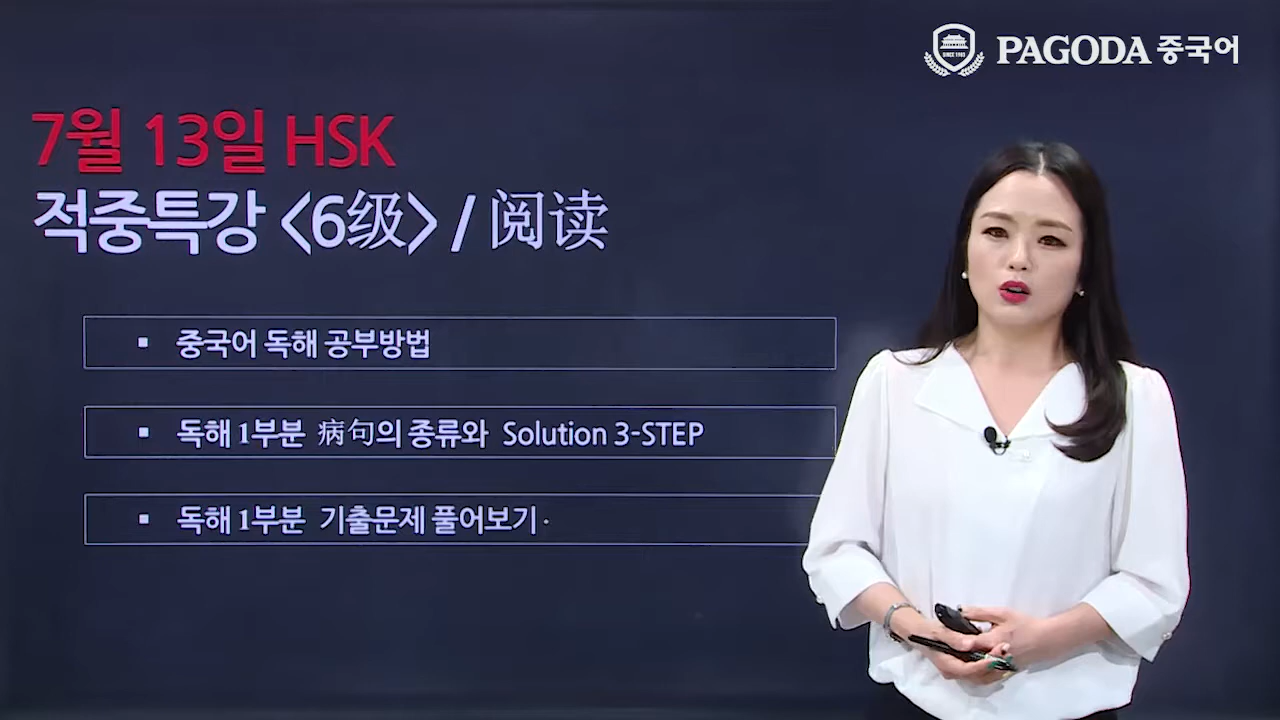 SINCE 1983
PAGODA 중국어
7월 13일 HSK
적중특강 <6级> / 阅读
▪ 중국어 독해 공부방법
▪ 독해 1부분 病句의 종류와 Solution 3-STEP
▪ 독해 1부분 기출문제 풀어보기